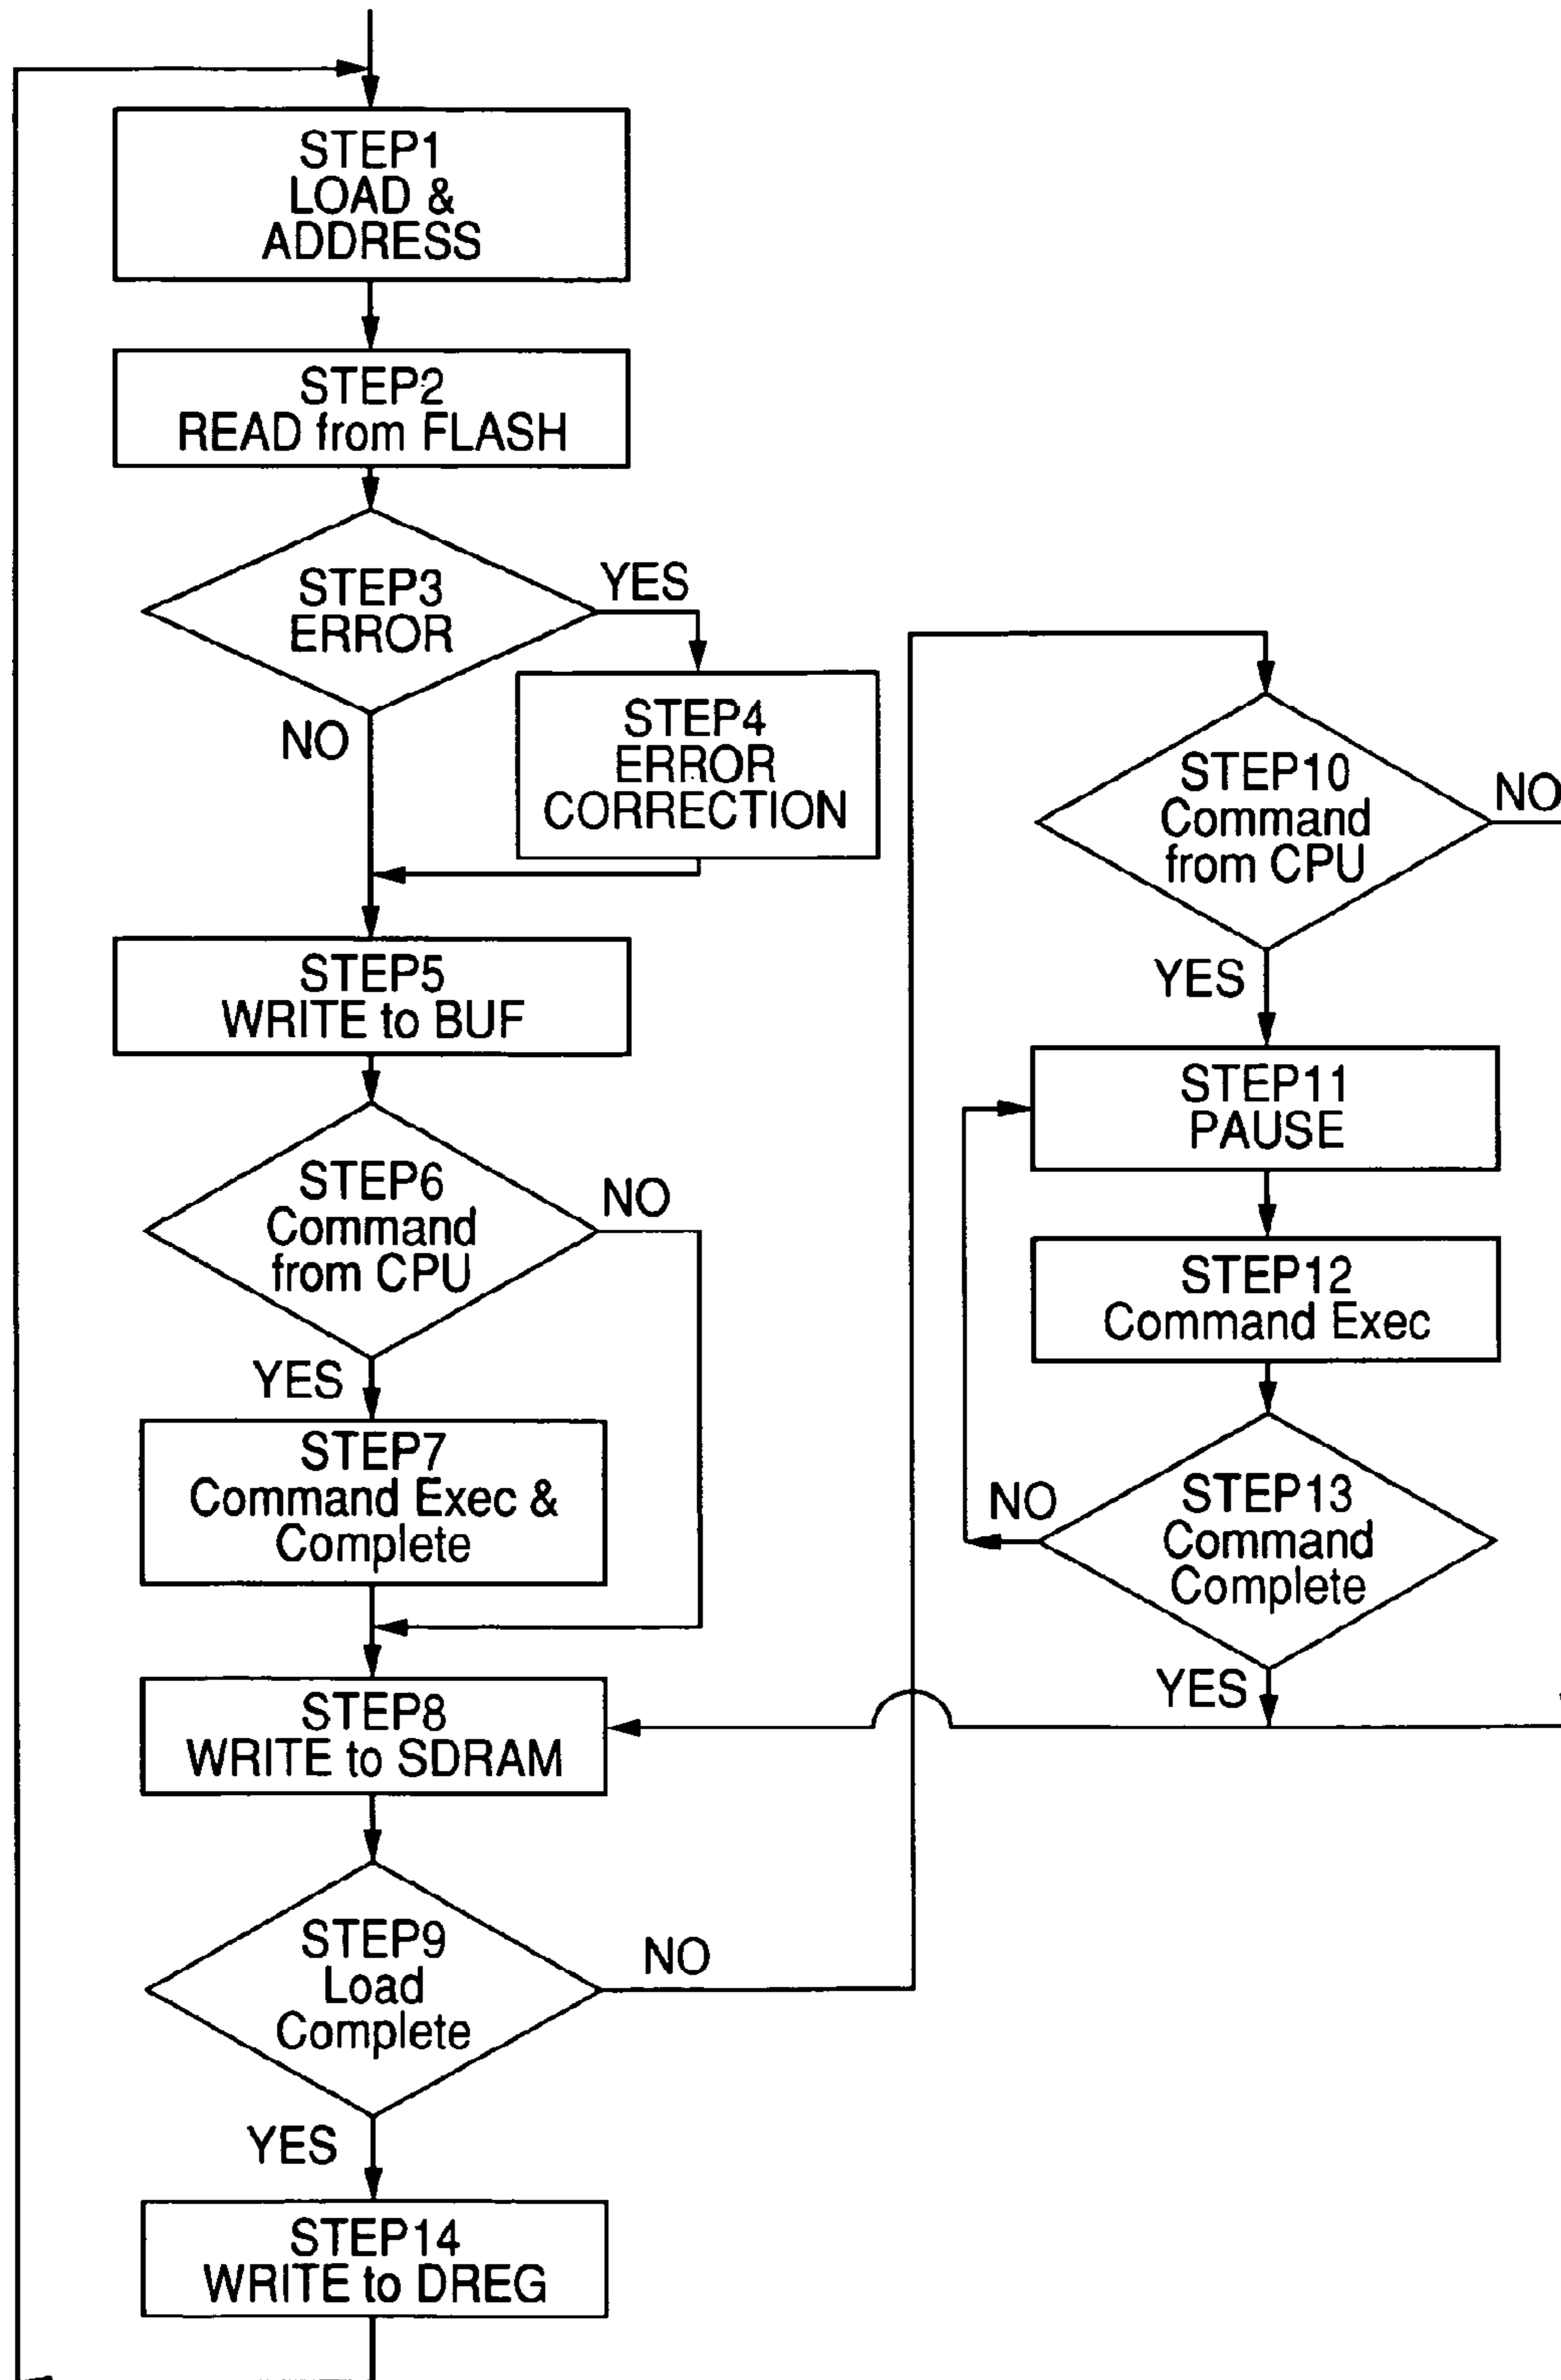 STEP1
LOAD &
ADDRESS
STEP2
READ from FLASH
STEP3
ERROR
YES
NO
STEP4
ERROR
CORRECTION
STEP5
WRITE to BUF
STEP6
Command
from CPU
NO
YES
STEP7
Command Exec &
Complete
STEP8
WRITE to SDRAM
STEP9
Load
Complete
NO
YES
STEP14
WRITE to DREG
STEP10
Command
from CPU
NO
YES
STEP11
PAUSE
STEP12
Command Exec
STEP13
Command
Complete
NO
YES